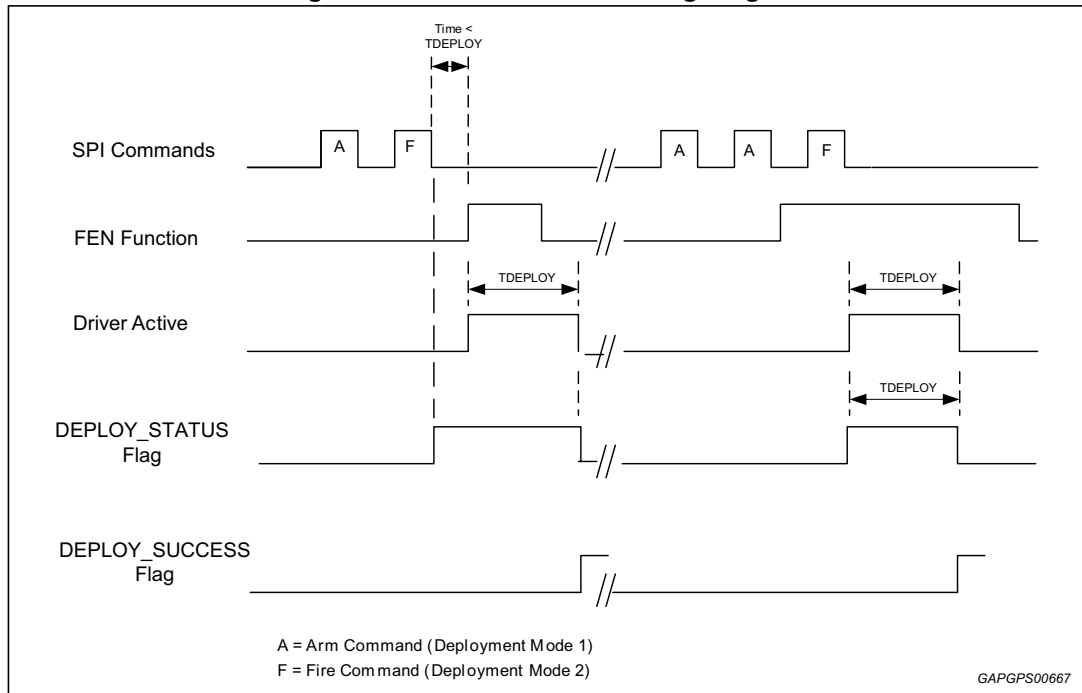 Time <
TDEPLOY
SPI Commands
A F A A F
FEN Function
TDEPLOY TDEPLOY
Driver Active
TDEPLOY
DEPLOY_STATUS
Flag
DEPLOY_SUCCESS
Flag
A = Arm Command (Deployment Mode 1)
F = Fire Command (Deployment Mode 2)
GAPGPS00667